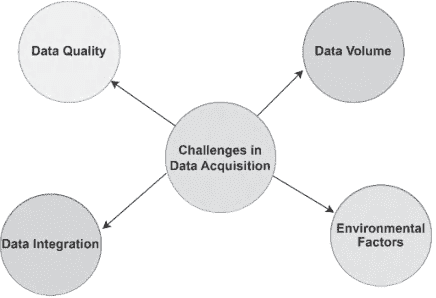 Data Quality
Data Volume
Challenges in
Data Acquisition
Data Integration
Environmental
Factors